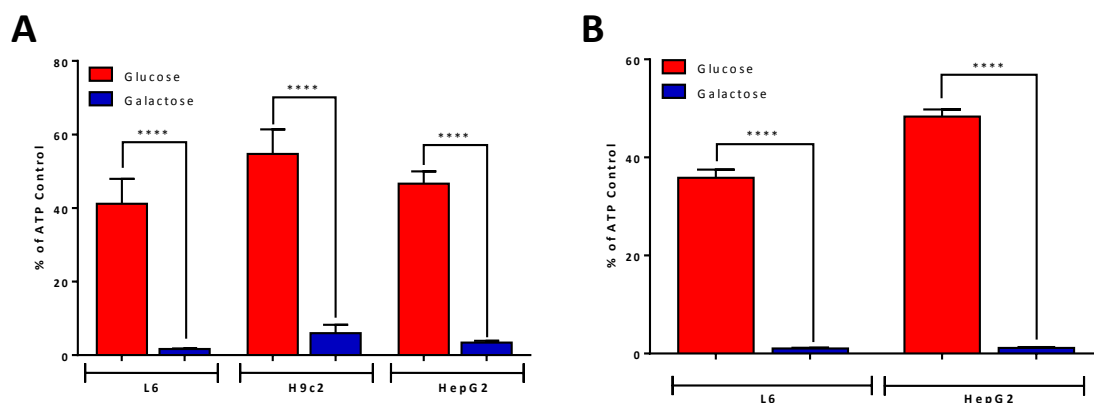 A
% of ATP Control
80
60
40
20
0
Glucose
Galactose
****
****
****
L6
H9c2
HepG2
B
% of ATP Control
60
40
20
0
Glucose
Galactose
****
****
L6
HepG2